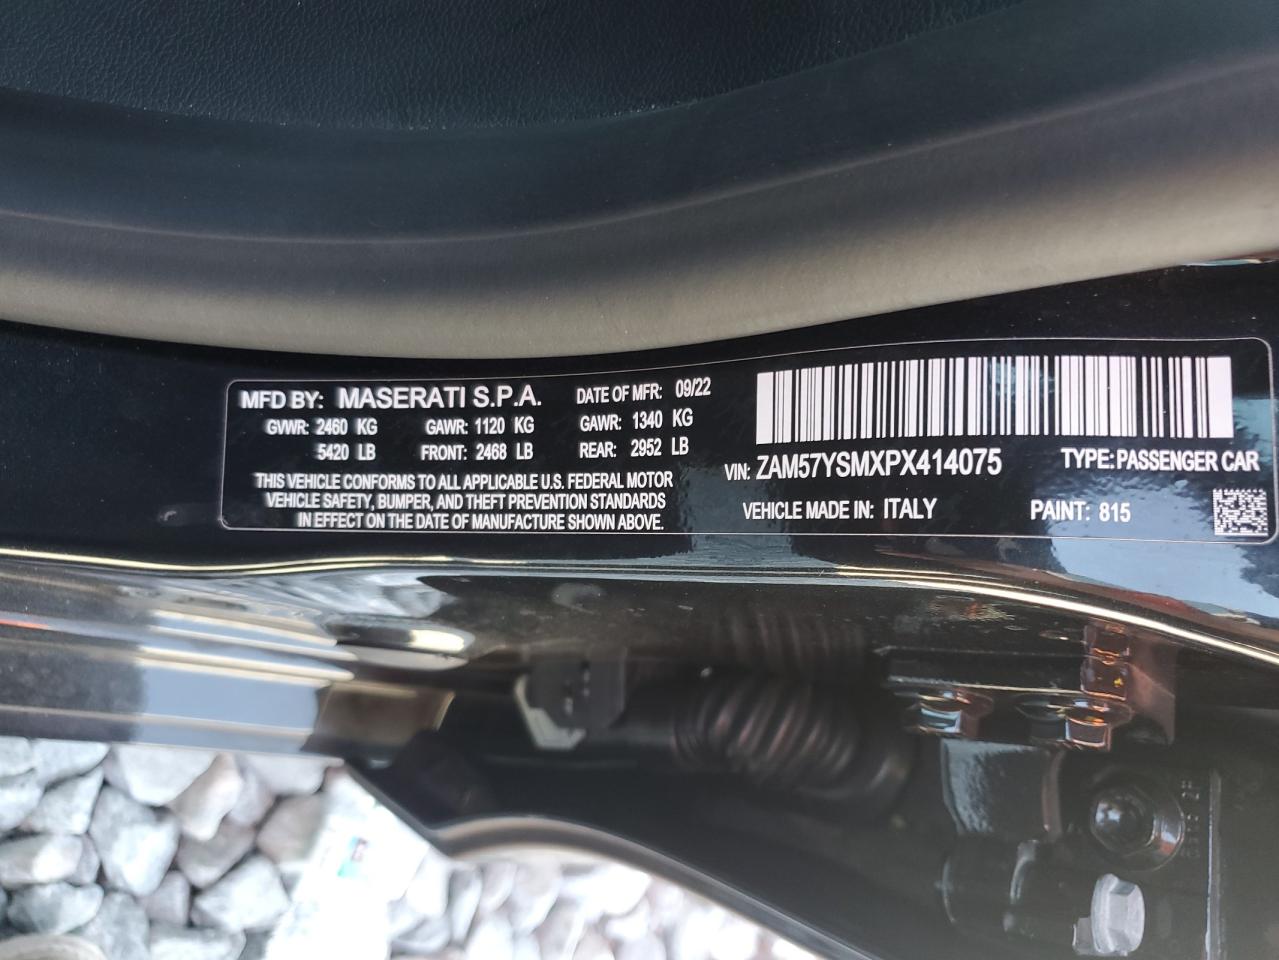 MFD BY: MASERATI S.P.A. DATE OF MFR: 09/22
GVWR: 2460 KG GAWR: 1120 KG GAWR: 1340 KG
5420 LB FRONT: 2468 LB REAR: 2952 LB
THIS VEHICLE CONFORMS TO ALL APPLICABLE U.S. FEDERAL MOTOR
VEHICLE SAFETY, BUMPER, AND THEFT PREVENTION STANDARDS
IN EFFECT ON THE DATE OF MANUFACTURE SHOWN ABOVE.
VIN: ZAM57YSMXPX414075 TYPE: PASSENGER CAR
VEHICLE MADE IN: ITALY PAINT: 815